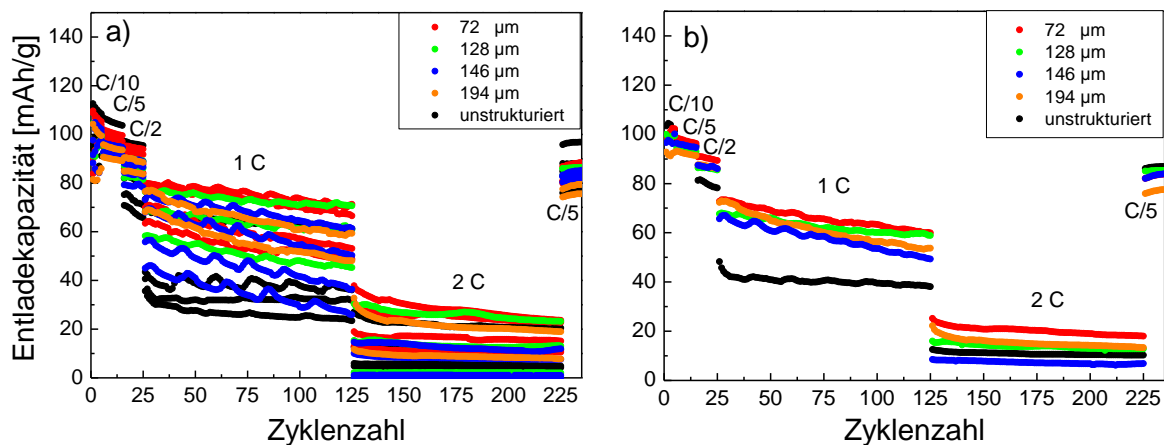 a)
Entladekapazität [mAh/g]
140
120
100
80
60
40
20
0
C/10
C/5
C/2
1 C
2 C
C/5
72 µm
128 µm
146 µm
194 µm
unstrukturiert
0 25 50 75 100 125 150 175 200 225
Zyklenzahl
b)
140
120
100
80
60
40
20
0
C/10
C/5
C/2
1 C
2 C
C/5
72 µm
128 µm
146 µm
194 µm
unstrukturiert
0 25 50 75 100 125 150 175 200 225
Zyklenzahl